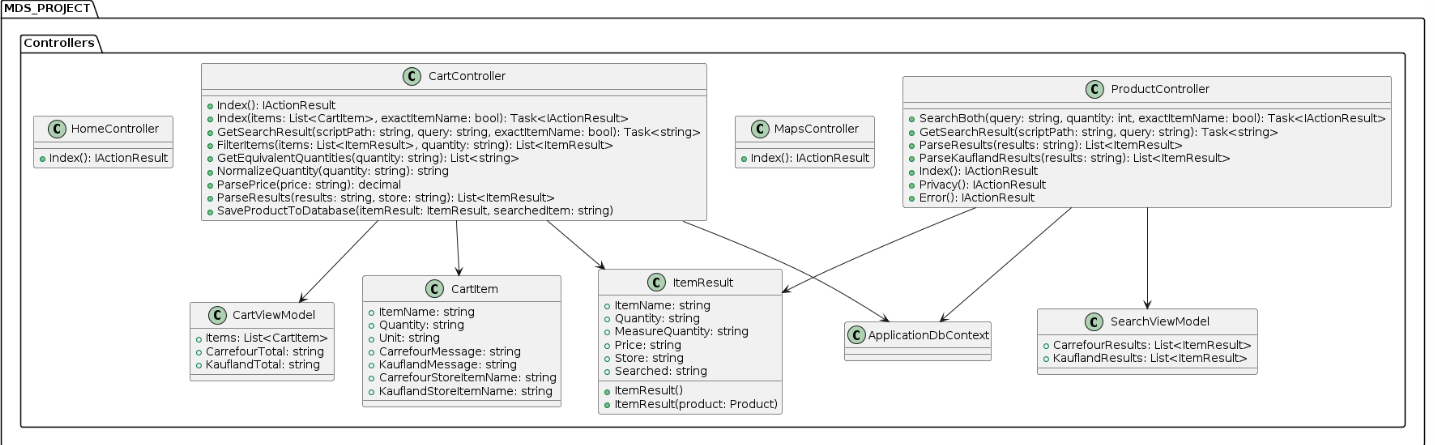 MDS_PROJECT
Controllers
C HomeController
Index(): IActionResult
C CartController
Index(): IActionResult
Index(items: List<CartItem>, exactItemName: bool): Task<IActionResult>
GetSearchResult(scriptPath: string, query: string, exactItemName: bool): Task<string>
FilterItems(items: List<ItemResult>, quantity: string): List<ItemResult>
GetEquivalentQuantities(quantity: string): List<string>
NormalizeQuantity(quantity: string): string
ParsePrice(price: string): decimal
ParseResults(results: string, store: string): List<ItemResult>
SaveProductToDatabase(itemResult: ItemResult, searchedItem: string)
C MapsController
Index(): IActionResult
C ProductController
SearchBoth(query: string, quantity: int, exactItemName: bool): Task<IActionResult>
GetSearchResult(scriptPath: string, query: string): Task<string>
ParseResults(results: string): List<ItemResult>
ParseKauflandResults(results: string): List<ItemResult>
Index(): IActionResult
Privacy(): IActionResult
Error(): IActionResult
C CartViewModel
Items: List<CartItem>
CarrefourTotal: string
KauflandTotal: string
C CartItem
ItemName: string
Quantity: string
Unit: string
CarrefourMessage: string
KauflandMessage: string
CarrefourStoreItemName: string
KauflandStoreItemName: string
C ItemResult
ItemName: string
Quantity: string
MeasureQuantity: string
Price: string
Store: string
Searched: string
ItemResult()
ItemResult(product: Product)
C ApplicationDbContext
C SearchViewModel
CarrefourResults: List<ItemResult>
KauflandResults: List<ItemResult>